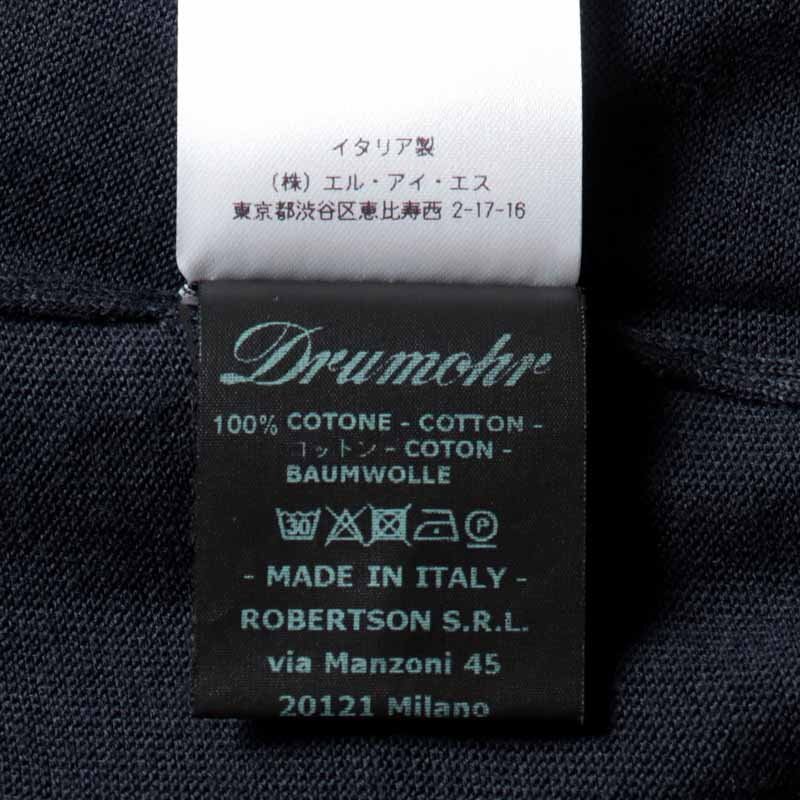 イタリア製
(株) エル・アイ・エス
東京都渋谷区恵比寿西 2-17-16
Drumohr
100% COTONE - COTTON -
コットン - COTON -
BAUMWOLLE
30 P
- MADE IN ITALY -
ROBERTSON S.R.L.
via Manzoni 45
20121 Milano